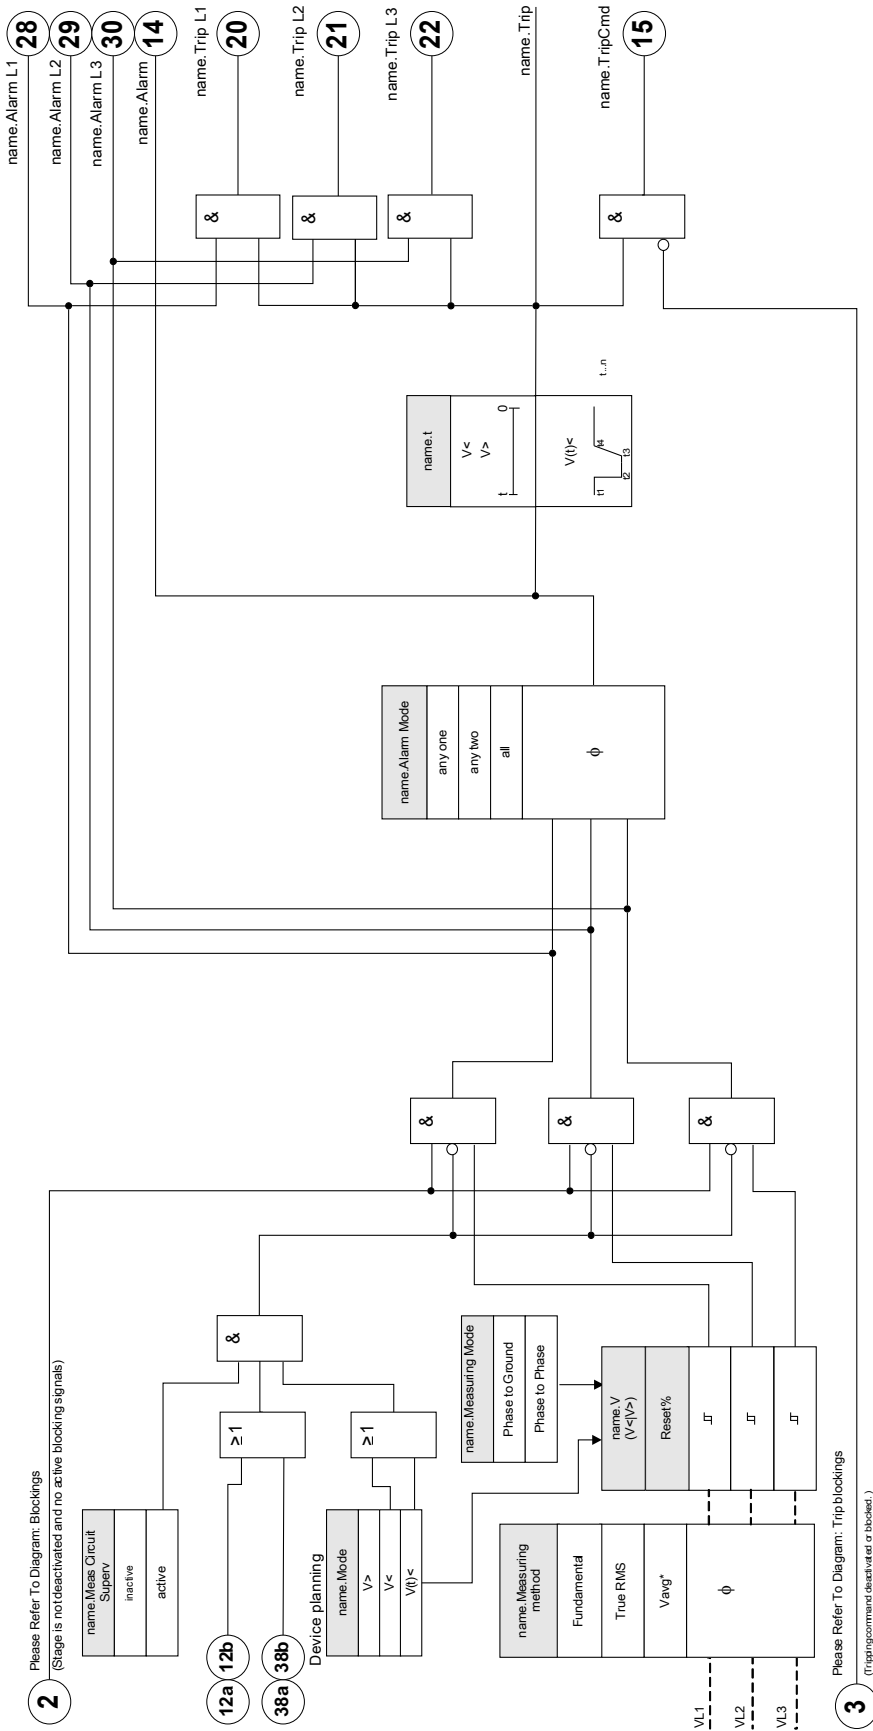 2
Please Refer To Diagram: Blockings
(Stage is not deactivated and no active blocking signals)
name.Meas Circuit
Superv
inactive
active
12a
12b
38a
38b
≥1
&
Device planning
name.Mode
V>
V<
V(t)<
≥1
name.Measuring Mode
Phase to Ground
Phase to Phase
name.Measuring
method
Fundamental
True RMS
Vavg*
ϕ
VL1
VL2
VL3
name.V
(V<|V>)
Reset%
&
&
&
name.Alarm Mode
any one
any two
all
ϕ
name.t
V<
V>
t
0
V(t)<
t1
t2
t3
t4
t...n
&
&
&
&
name.Alarm L1
28
name.Alarm L2
29
name.Alarm L3
30
name.Alarm
14
name.Trip L1
20
name.Trip L2
21
name.Trip L3
22
name.Trip
name.TripCmd
15
3
Please Refer To Diagram: Trip blockings
(Tripping command deactivated or blocked.)